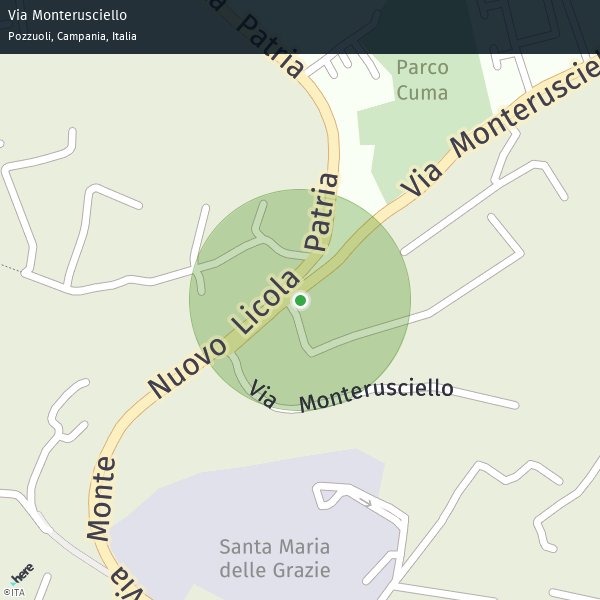 Via Monterusciello
Pozzuoli, Campania, Italia
Patria
Parco
Cuma
Via Monterusciel
Patria
Nuovo Licola
Via Monterusciello
Monte
Santa Maria
delle Grazie
Via
here
©ITA